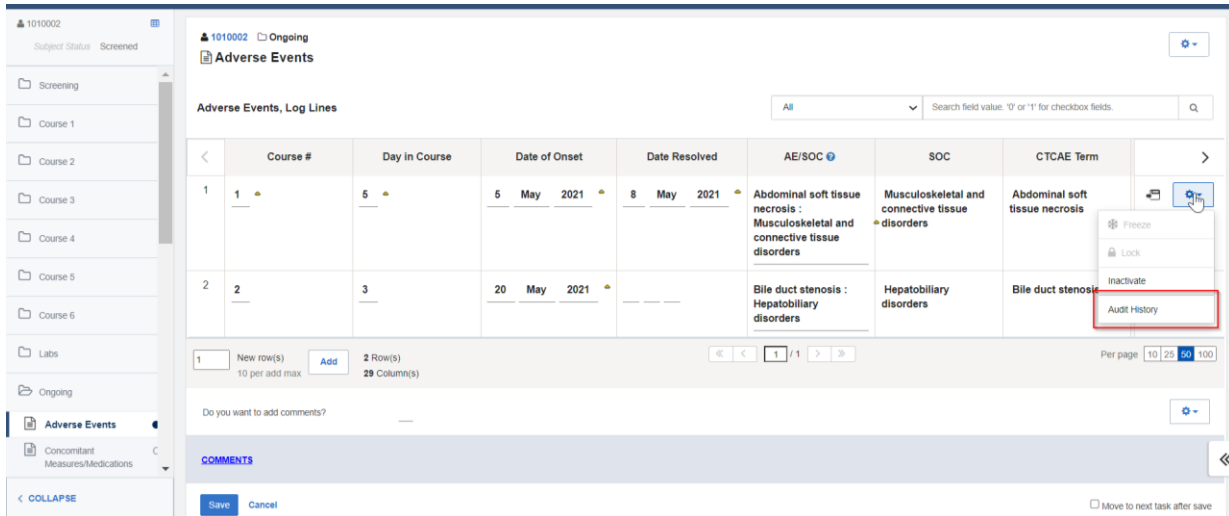 1010002
Subject Status Screened
Screening
Course 1
Course 2
Course 3
Course 4
Course 5
Course 6
Labs
Ongoing
Adverse Events
Concomitant
Measures/Medications
< COLLAPSE
1010002 Ongoing
Adverse Events
Adverse Events, Log Lines
All
Search field value. '0' or '1' for checkbox fields.
< Course # Day in Course Date of Onset Date Resolved AE/SOC SOC CTCAE Term >
1 1 5 5 May 2021 8 May 2021
Abdominal soft tissue
necrosis :
Musculoskeletal and
connective tissue
disorders
Musculoskeletal and
connective tissue
disorders
Abdominal soft
tissue necrosis
Freeze
Lock
Inactivate
Audit History
2 2 3 20 May 2021
Bile duct stenosis :
Hepatobiliary
disorders
Hepatobiliary
disorders
Bile duct stenosis
1 New row(s) Add 2 Row(s)
10 per add max 29 Column(s)
« < 1 / 1 > »
Per page 10 25 50 100
Do you want to add comments?
COMMENTS
Save Cancel
Move to next task after save